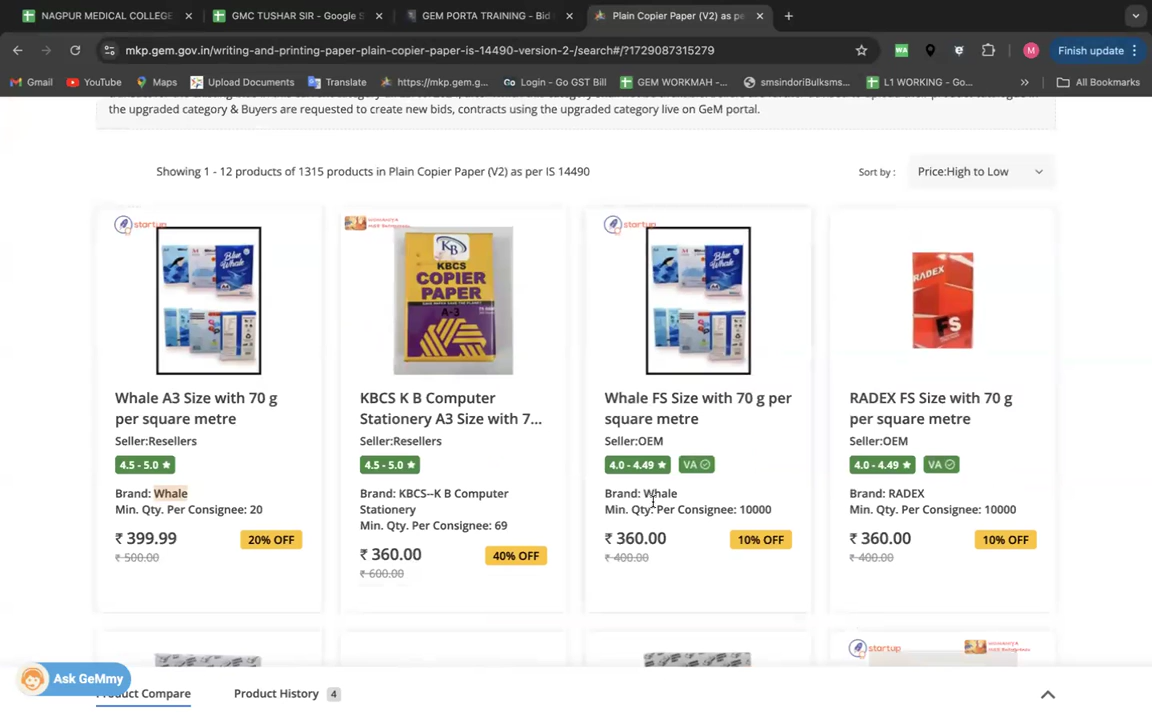 NAGPUR MEDICAL COLLEGE
GMC TUSHAR SIR - Google S
GEM PORTA TRAINING - Bid
Plain Copier Paper (V2) as pe
mkp.gem.gov.in/writing-and-printing-paper-plain-copier-paper-is-14490-version-2-/search#/?1729087315279
M
Finish update
Gmail
YouTube
Maps
Upload Documents
Translate
https://mkp.gem.g...
Go Login - Go GST Bill
GEM WORKMAH -...
smsindoriBulksms...
L1 WORKING - Go...
»
All Bookmarks
the upgraded category & Buyers are requested to create new bids, contracts using the upgraded category live on GeM portal.
Showing 1 - 12 products of 1315 products in Plain Copier Paper (V2) as per IS 14490
Sort by :
Price:High to Low
startup
Blue Whale
KB
KBCS
COPIER
PAPER
A-3
startup
Blue Whale
RADEX
FS
Whale A3 Size with 70 g
per square metre
Seller:Resellers
4.5 - 5.0 ★
Brand: Whale
Min. Qty. Per Consignee: 20
₹ 399.99
20% OFF
₹ 500.00
KBCS K B Computer
Stationery A3 Size with 7...
Seller:Resellers
4.5 - 5.0 ★
Brand: KBCS--K B Computer
Stationery
Min. Qty. Per Consignee: 69
₹ 360.00
40% OFF
₹ 600.00
Whale FS Size with 70 g per
square metre
Seller:OEM
4.0 - 4.49 ★
VA
Brand: Whale
Min. Qty. Per Consignee: 10000
₹ 360.00
10% OFF
₹ 400.00
RADEX FS Size with 70 g
per square metre
Seller:OEM
4.0 - 4.49 ★
VA
Brand: RADEX
Min. Qty. Per Consignee: 10000
₹ 360.00
10% OFF
₹ 400.00
startup
Ask GeMmy
Product Compare
Product History 4